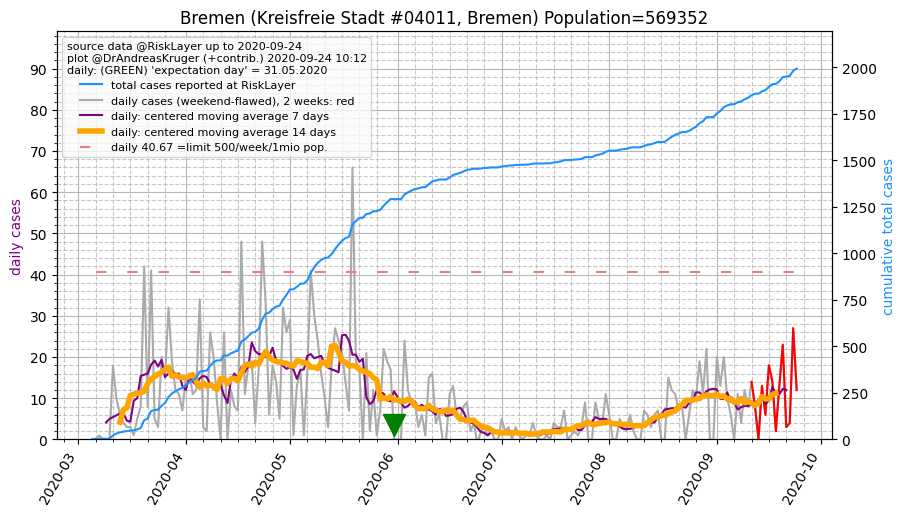 Bremen (Kreisfreie Stadt #04011, Bremen) Population=569352
source data @RiskLayer up to 2020-09-24
plot @DrAndreasKruger (+contrib.) 2020-09-24 10:12
daily: (GREEN) 'expectation day' = 31.05.2020
total cases reported at RiskLayer
daily cases (weekend-flawed), 2 weeks: red
daily: centered moving average 7 days
daily: centered moving average 14 days
daily 40.67 =limit 500/week/1mio pop.
daily cases
90
80
70
60
50
40
30
20
10
0
cumulative total cases
2000
1750
1500
1250
1000
750
500
250
0
2020-03
2020-04
2020-05
2020-06
2020-07
2020-08
2020-09
2020-10